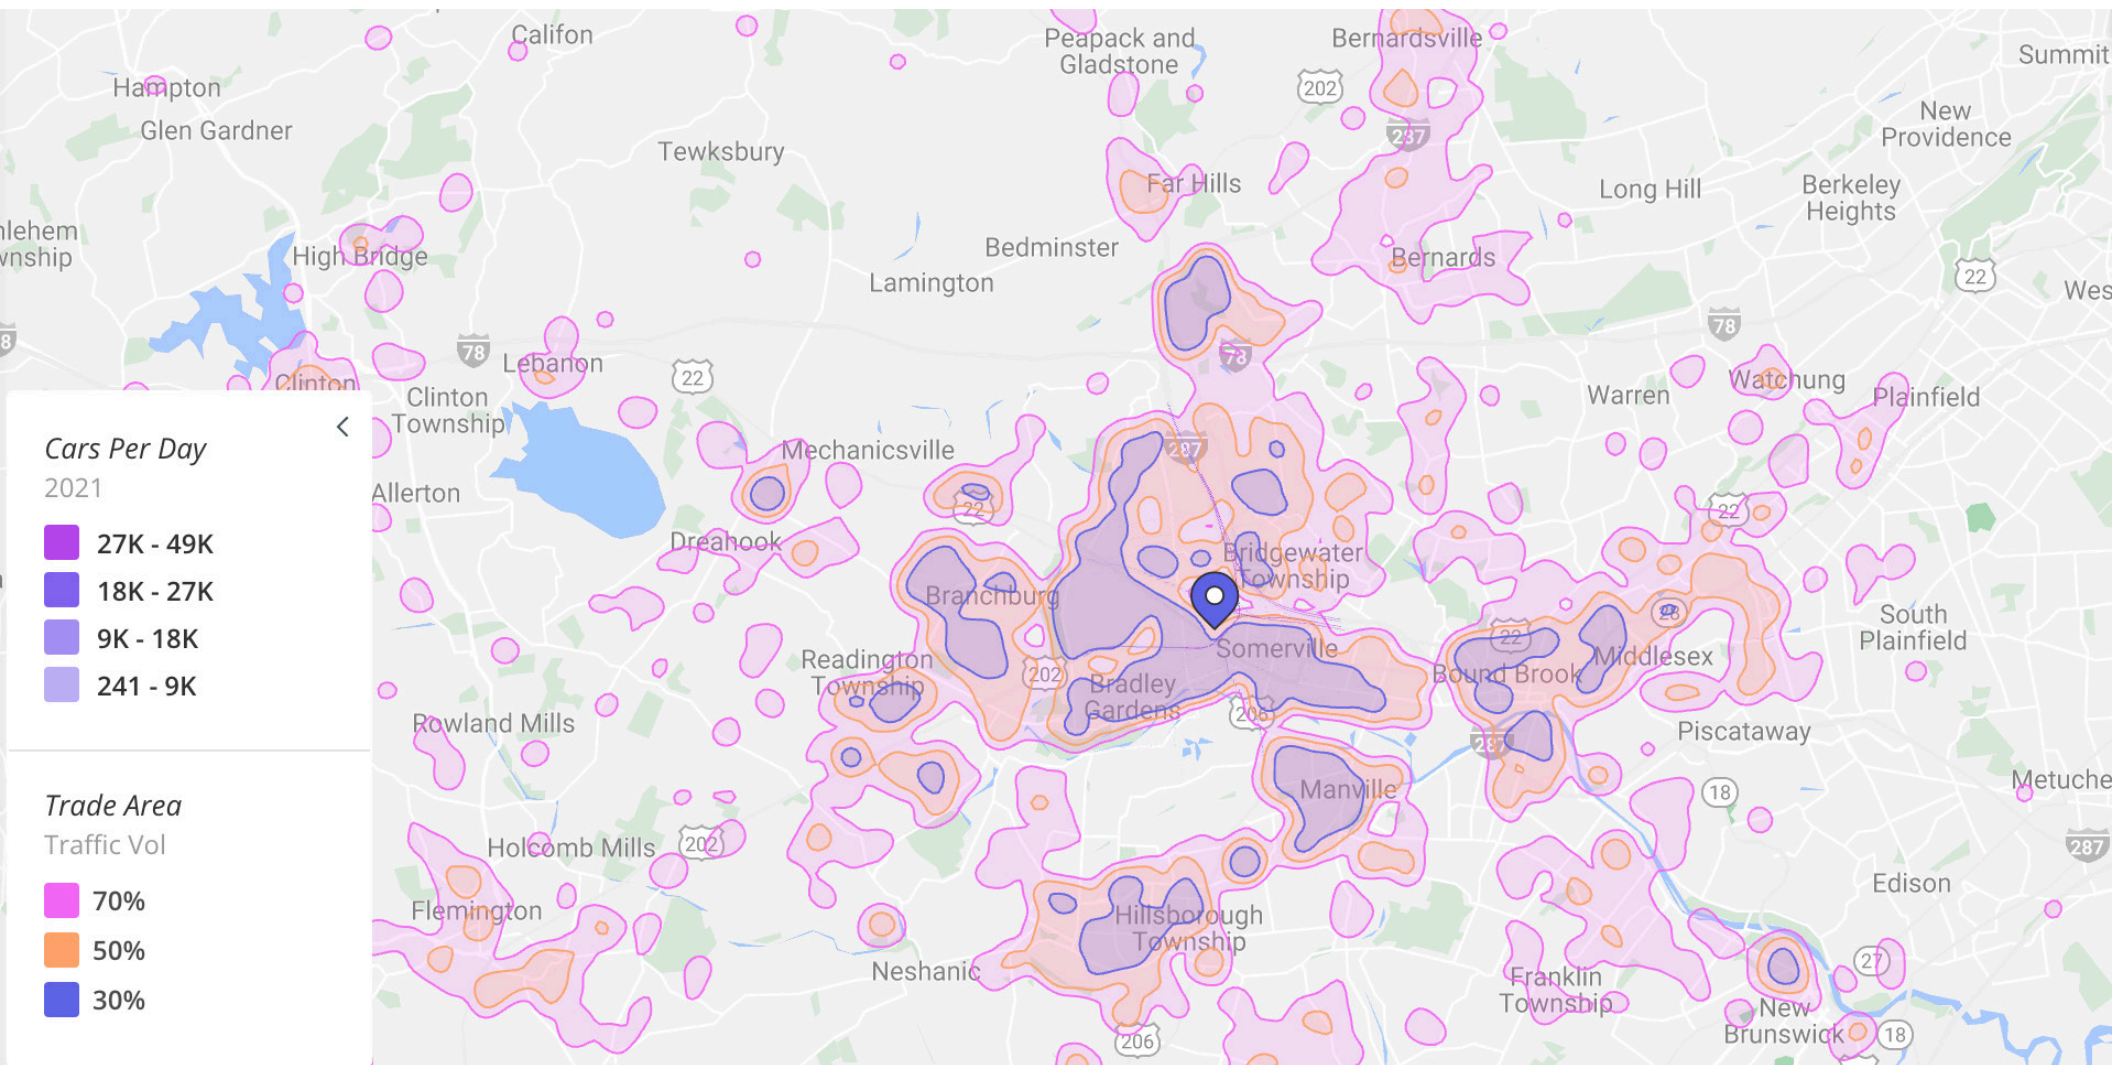 Califon
Peapack and
Gladstone
Bernardsville
Summit
Hampton
202
New
Providence
Glen Gardner
287
Tewksbury
Far Hills
Long Hill
Berkeley
Heights
High Bridge
Bedminster
Bernards
Lamington
22
78
78
78
Lebanon
22
Clinton
Clinton
Township
Warren
Watchung
Plainfield
Mechanicsville
287
Allerton
22
22
Dreahook
Bridgewater
Township
Branchburg
28
South
Plainfield
22
Somerville
Middlesex
Readington
Township
202
Bradley
Gardens
Bound Brook
206
Rowland Mills
287
Piscataway
Manville
18
Holcomb Mills
202
287
Edison
Flemington
Hillsborough
Township
Neshanic
Franklin
Township
27
New
Brunswick
18
206
Cars Per Day
2021
27K - 49K
18K - 27K
9K - 18K
241 - 9K
Trade Area
Traffic Vol
70%
50%
30%